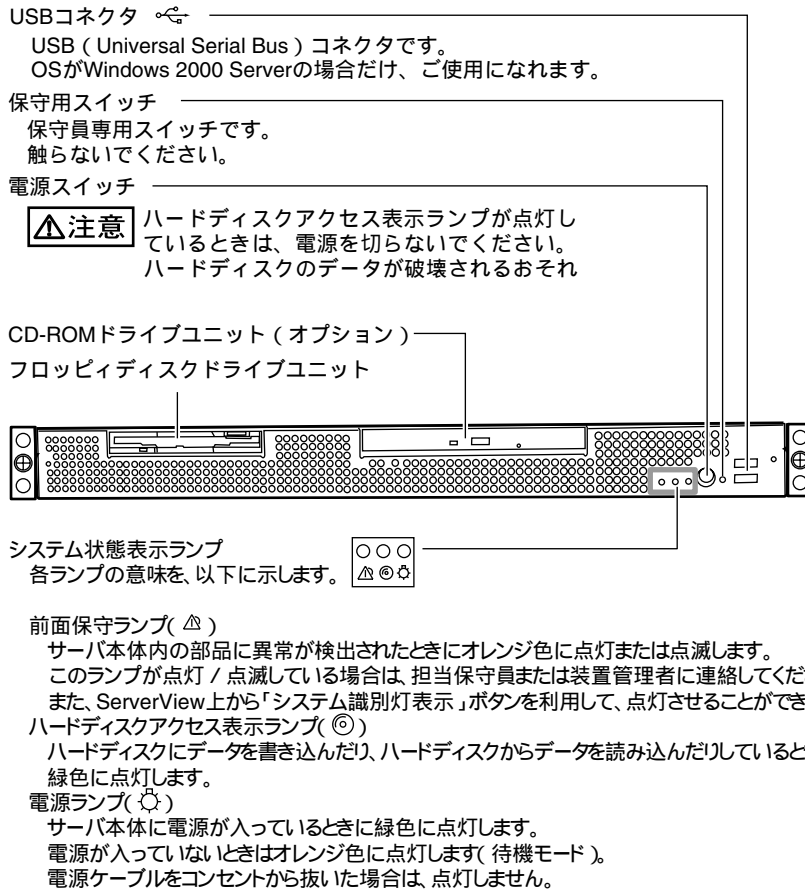 USBコネクタ
USB ( Universal Serial Bus ) コネクタです。
OSがWindows 2000 Serverの場合だけ、ご使用になれます。
保守用スイッチ
保守員専用スイッチです。
触らないでください。
電源スイッチ
注意
ハードディスクアクセス表示ランプが点灯し
ているときは、電源を切らないでください。
ハードディスクのデータが破壊されるおそれ
CD-ROMドライブユニット ( オプション )
フロッピィディスクドライブユニット
システム状態表示ランプ
各ランプの意味を、以下に示します。
前面保守ランプ( )
サーバ本体内の部品に異常が検出されたときにオレンジ色に点灯または点滅します。
このランプが点灯 / 点滅している場合は、担当保守員または装置管理者に連絡してくだ
また、ServerView上から「システム識別灯表示」ボタンを利用して、点灯させることができ
ハードディスクアクセス表示ランプ( )
ハードディスクにデータを書き込んだり、ハードディスクからデータを読み込んだりしていると
緑色に点灯します。
電源ランプ( )
サーバ本体に電源が入っているときに緑色に点灯します。
電源が入っていないときはオレンジ色に点灯します( 待機モード )。
電源ケーブルをコンセントから抜いた場合は、点灯しません。